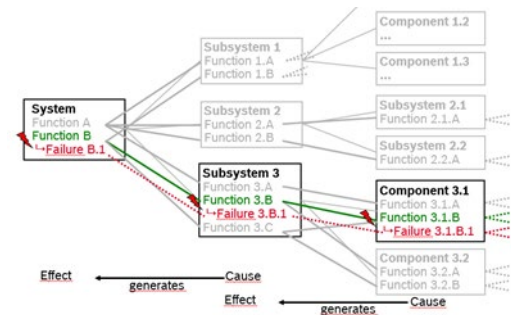 Component 1.2
...
Component 1.3
...
Subsystem 1
Function 1.A
Function 1.B
System
Function A
Function B
↳Failure B.1
Subsystem 2
Function 2.A
Function 2.B
Subsystem 2.1
Function 2.1.A
Subsystem 2.2
Function 2.2.A
Subsystem 3
Function 3.A
Function 3.B
↳Failure 3.B.1
Function 3.C
Component 3.1
Function 3.1.A
Function 3.1.B
↳Failure 3.1.B.1
Component 3.2
Function 3.2.A
Function 3.2.B
Effect
generates
Cause
Effect
generates
Cause